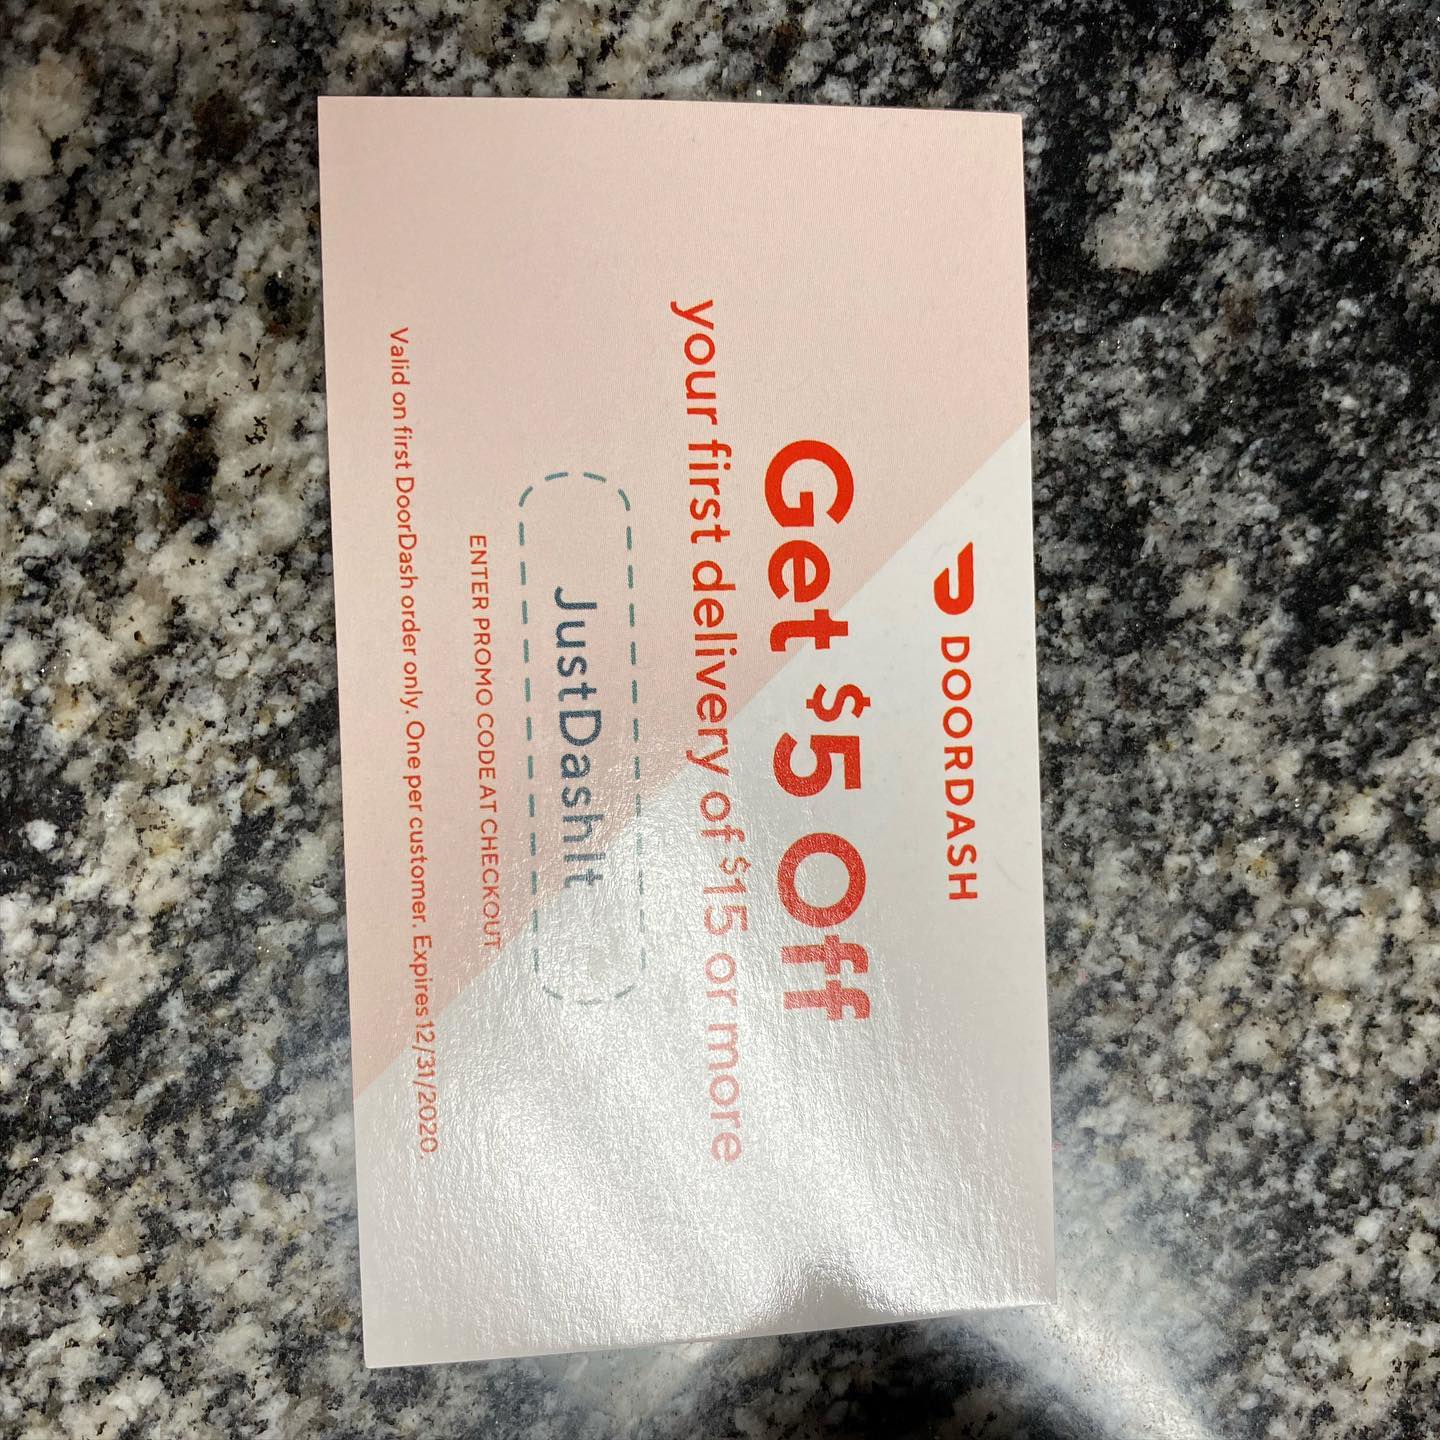 DOORDASH
Get $5 Off
your first delivery of $15 or more
JustDashIt
ENTER PROMO CODE AT CHECKOUT
Valid on first DoorDash order only. One per customer. Expires 12/31/2020.